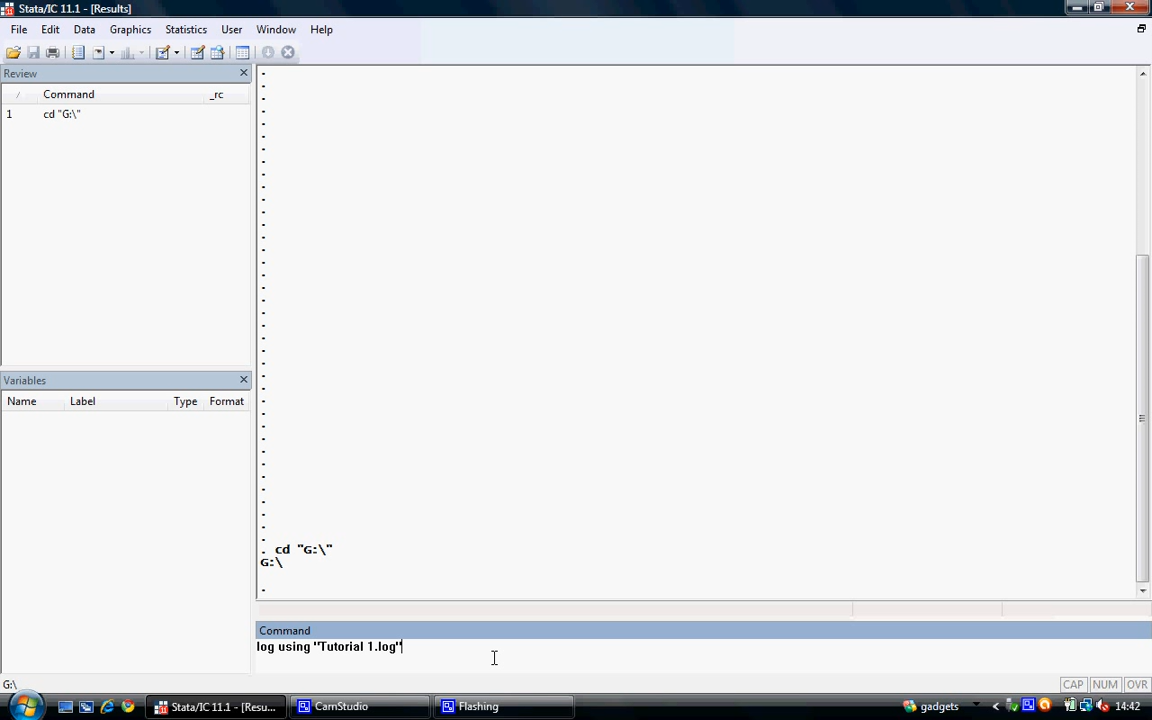 Stata/IC 11.1 - [Results]
File Edit Data Graphics Statistics User Window Help
Review
/ Command _rc
1 cd "G:\"
Variables
Name Label Type Format
. cd "G:\"
G:\
.
Command
log using "Tutorial 1.log"
G:\
CAP NUM OVR
Stata/IC 11.1 - [Resu... CamStudio Flashing gadgets 14:42